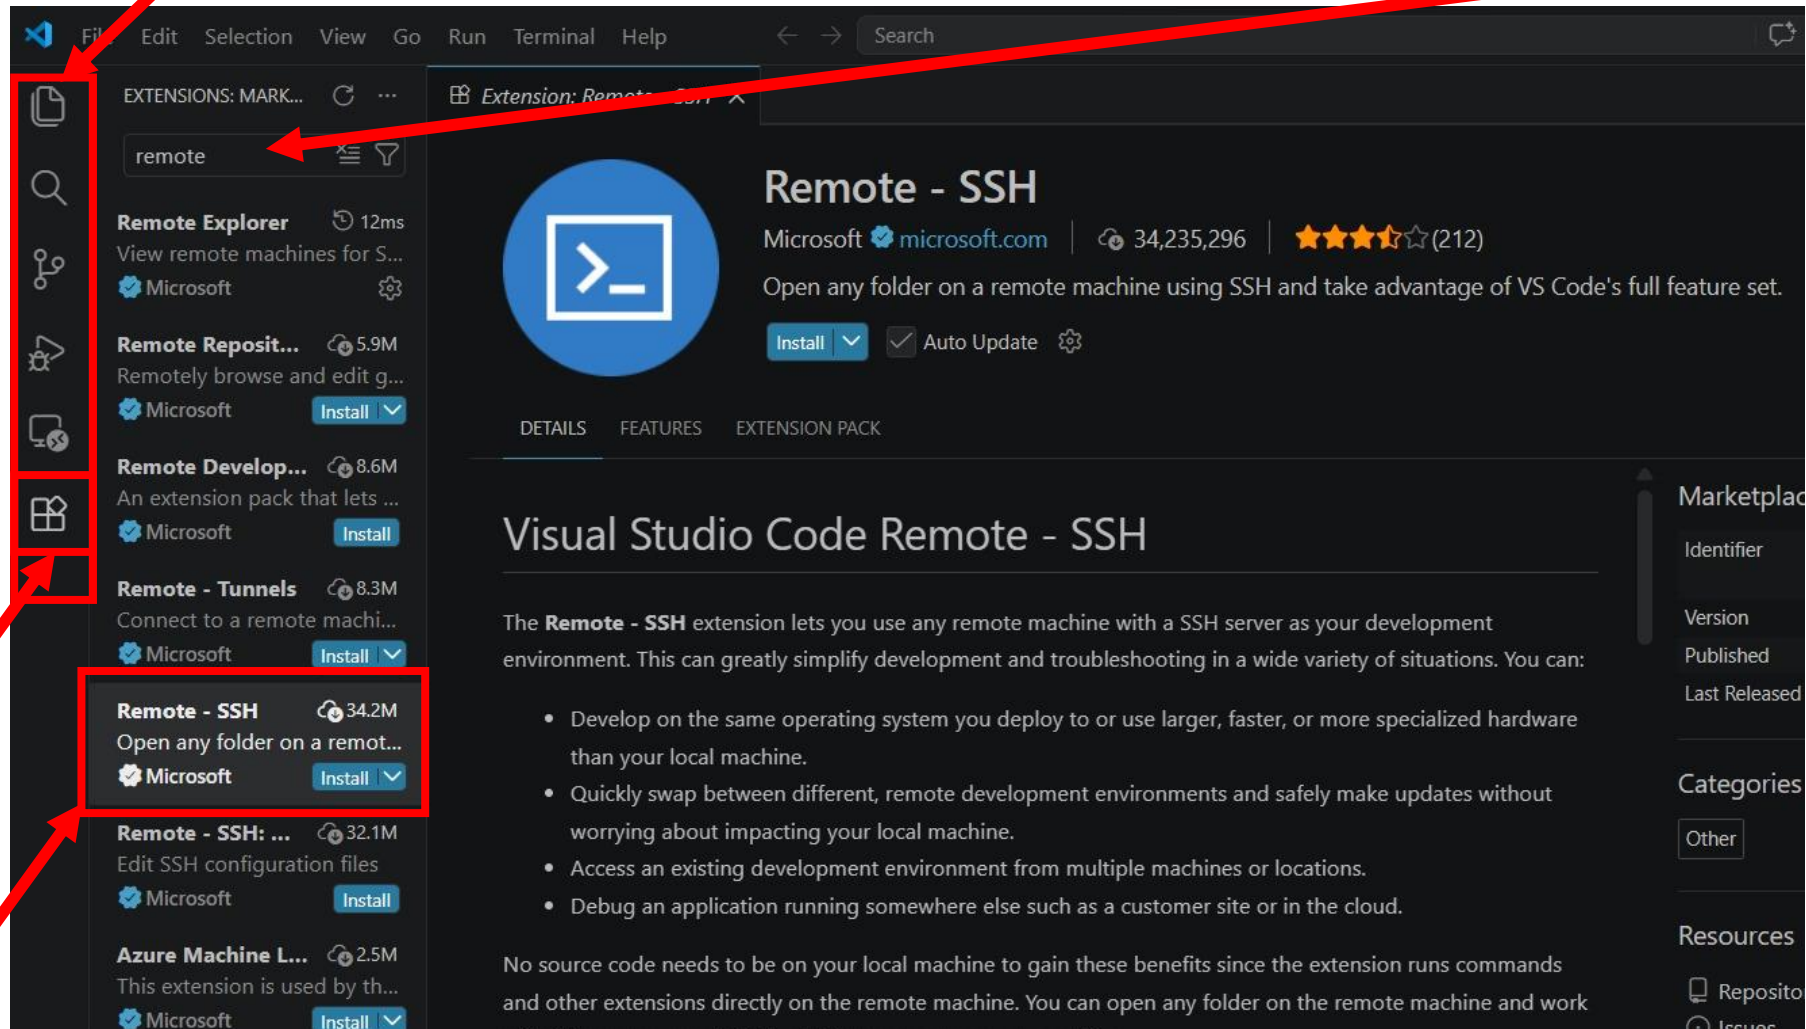 File Edit Selection View Go Run Terminal Help
Search
EXTENSIONS: MARK...
remote
Remote Explorer 12ms
View remote machines for S...
Microsoft
Remote Reposit... 5.9M
Remotely browse and edit g...
Microsoft Install
Remote Develop... 8.6M
An extension pack that lets ...
Microsoft Install
Remote - Tunnels 8.3M
Connect to a remote machi...
Microsoft Install
Remote - SSH 34.2M
Open any folder on a remot...
Microsoft Install
Remote - SSH: ... 32.1M
Edit SSH configuration files
Microsoft Install
Azure Machine L... 2.5M
This extension is used by th...
Microsoft Install
Extension: Remote - SSH
Remote - SSH
Microsoft microsoft.com 34,235,296 (212)
Open any folder on a remote machine using SSH and take advantage of VS Code's full feature set.
Install Auto Update
DETAILS FEATURES EXTENSION PACK
Visual Studio Code Remote - SSH
The Remote - SSH extension lets you use any remote machine with a SSH server as your development
environment. This can greatly simplify development and troubleshooting in a wide variety of situations. You can:
• Develop on the same operating system you deploy to or use larger, faster, or more specialized hardware
than your local machine.
• Quickly swap between different, remote development environments and safely make updates without
worrying about impacting your local machine.
• Access an existing development environment from multiple machines or locations.
• Debug an application running somewhere else such as a customer site or in the cloud.
No source code needs to be on your local machine to gain these benefits since the extension runs commands
and other extensions directly on the remote machine. You can open any folder on the remote machine and work
Marketplac
Identifier
Version
Published
Last Released
Categories
Other
Resources
Reposito
Issues